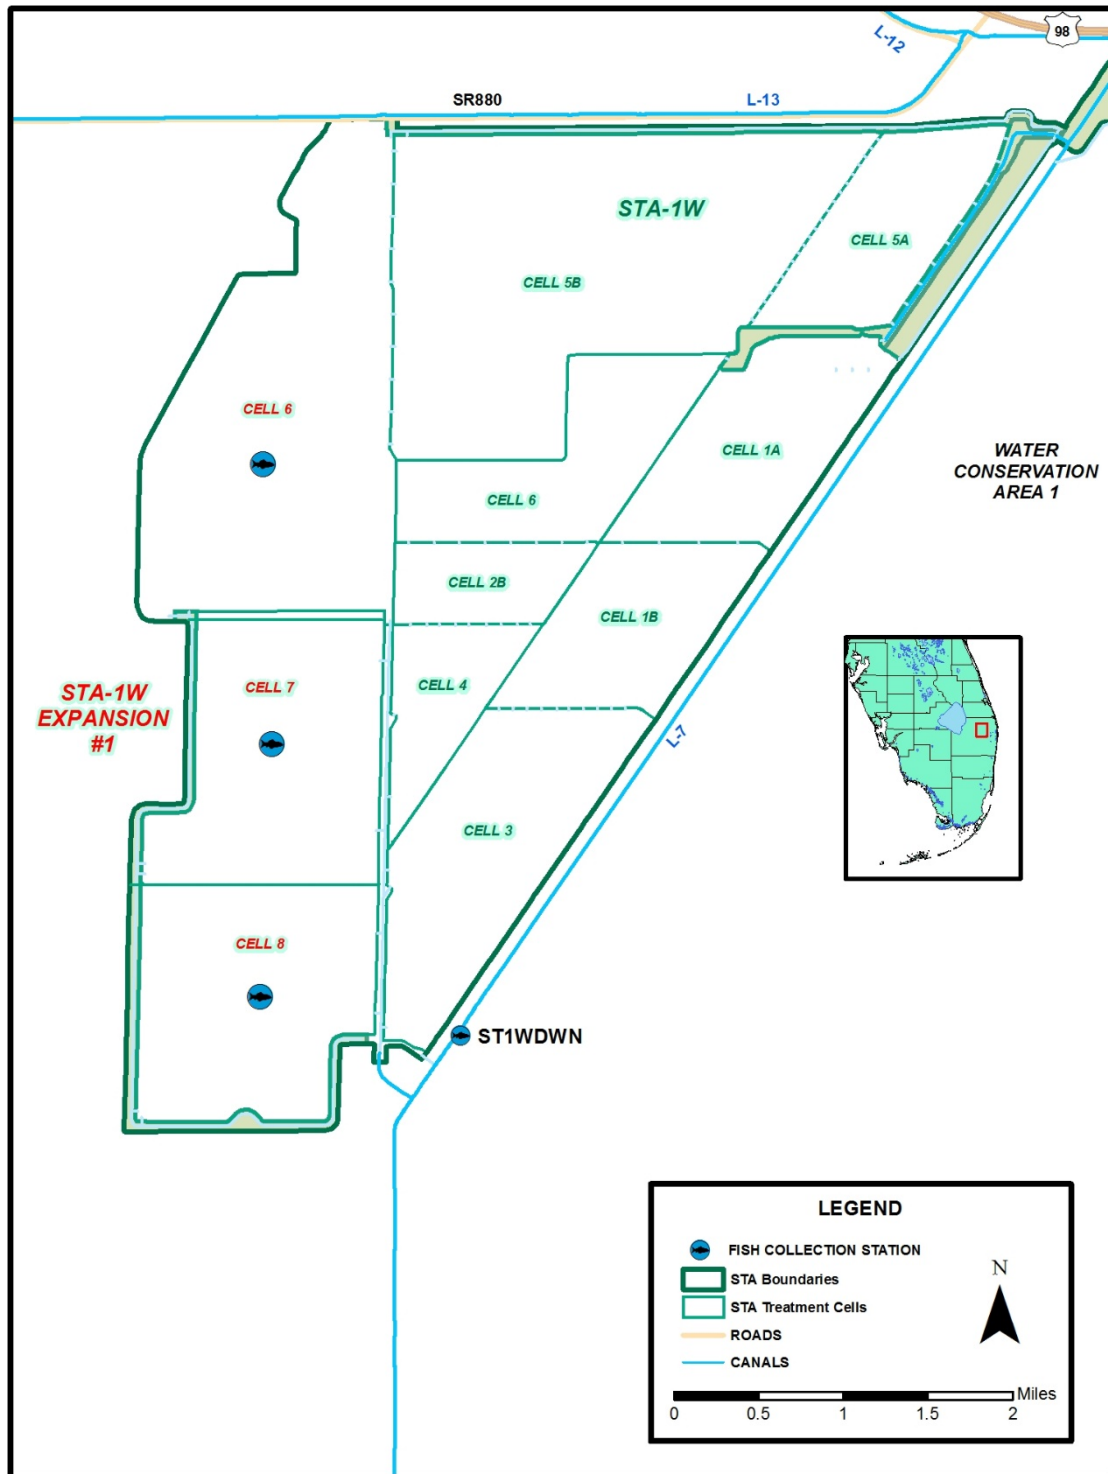 98
L-12
SR880
L-13
STA-1W
CELL 5A
CELL 5B
CELL 6
CELL 1A
WATER
CONSERVATION
AREA 1
CELL 6
CELL 2B
CELL 1B
STA-1W
EXPANSION
#1
CELL 7
CELL 4
L-7
CELL 3
CELL 8
ST1WDWN
LEGEND
FISH COLLECTION STATION
STA Boundaries
STA Treatment Cells
ROADS
CANALS
N
Miles
0 0.5 1 1.5 2